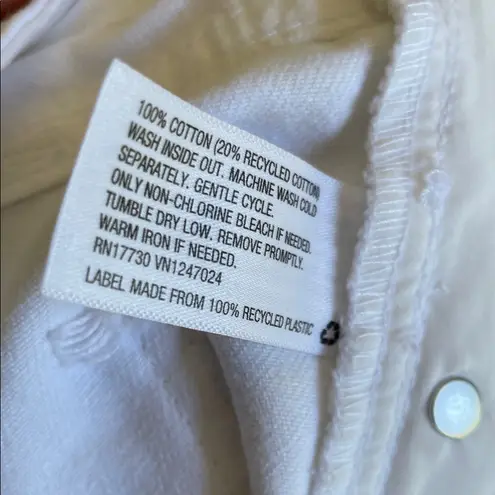 100% COTTON (20% RECYCLED COTTON)
WASH INSIDE OUT. MACHINE WASH COLD
SEPARATELY. GENTLE CYCLE.
ONLY NON-CHLORINE BLEACH IF NEEDED.
TUMBLE DRY LOW. REMOVE PROMPTLY.
WARM IRON IF NEEDED.
RN17730 VN1247024
LABEL MADE FROM 100% RECYCLED PLASTIC